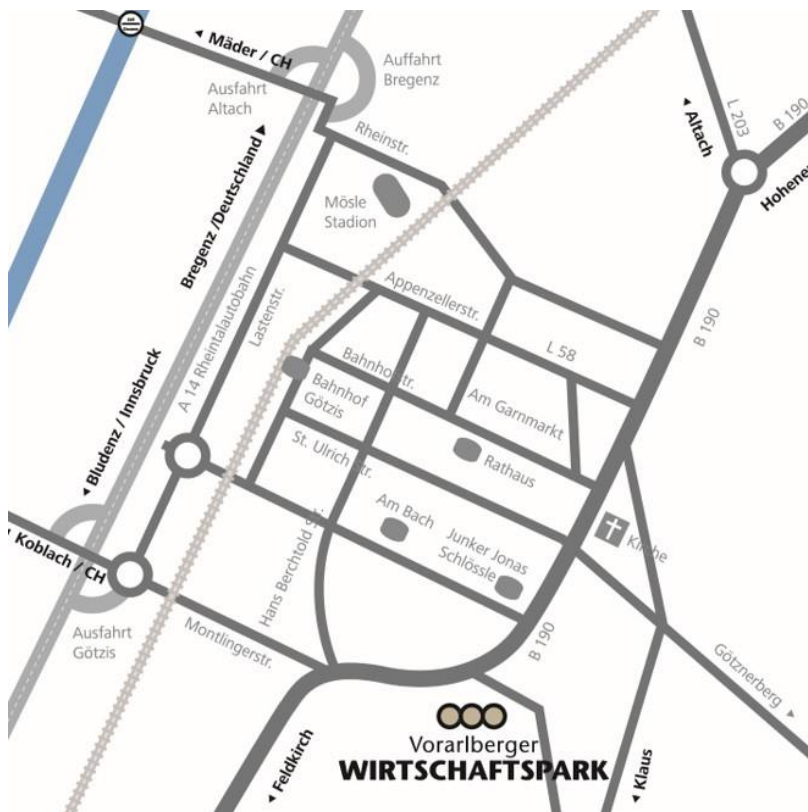 ◄ Mäder / CH
Auffahrt
Bregenz
Ausfahrt
Altach
Rheinstr.
◄ Altach
L 203
B 190
Hohene
Bregenz /Deutschland ►
Mösle
Stadion
A 14 Rheintalautobahn
Lastenstr.
Appenzellerstr.
B 190
L 58
Bahnhofstr.
◄ Bludenz / Innsbruck
Bahnhof
Götzis
Am Garnmarkt
St. Ulrich Str.
Rathaus
Am Bach
Junker Jonas
Schlössle
Kirche
◄ Koblach / CH
Hans Berchtold Str.
Ausfahrt
Götzis
Montlingerstr.
B 190
Götznerberg ►
◄ Feldkirch
Vorarlberger
WIRTSCHAFTSPARK
◄ Klaus